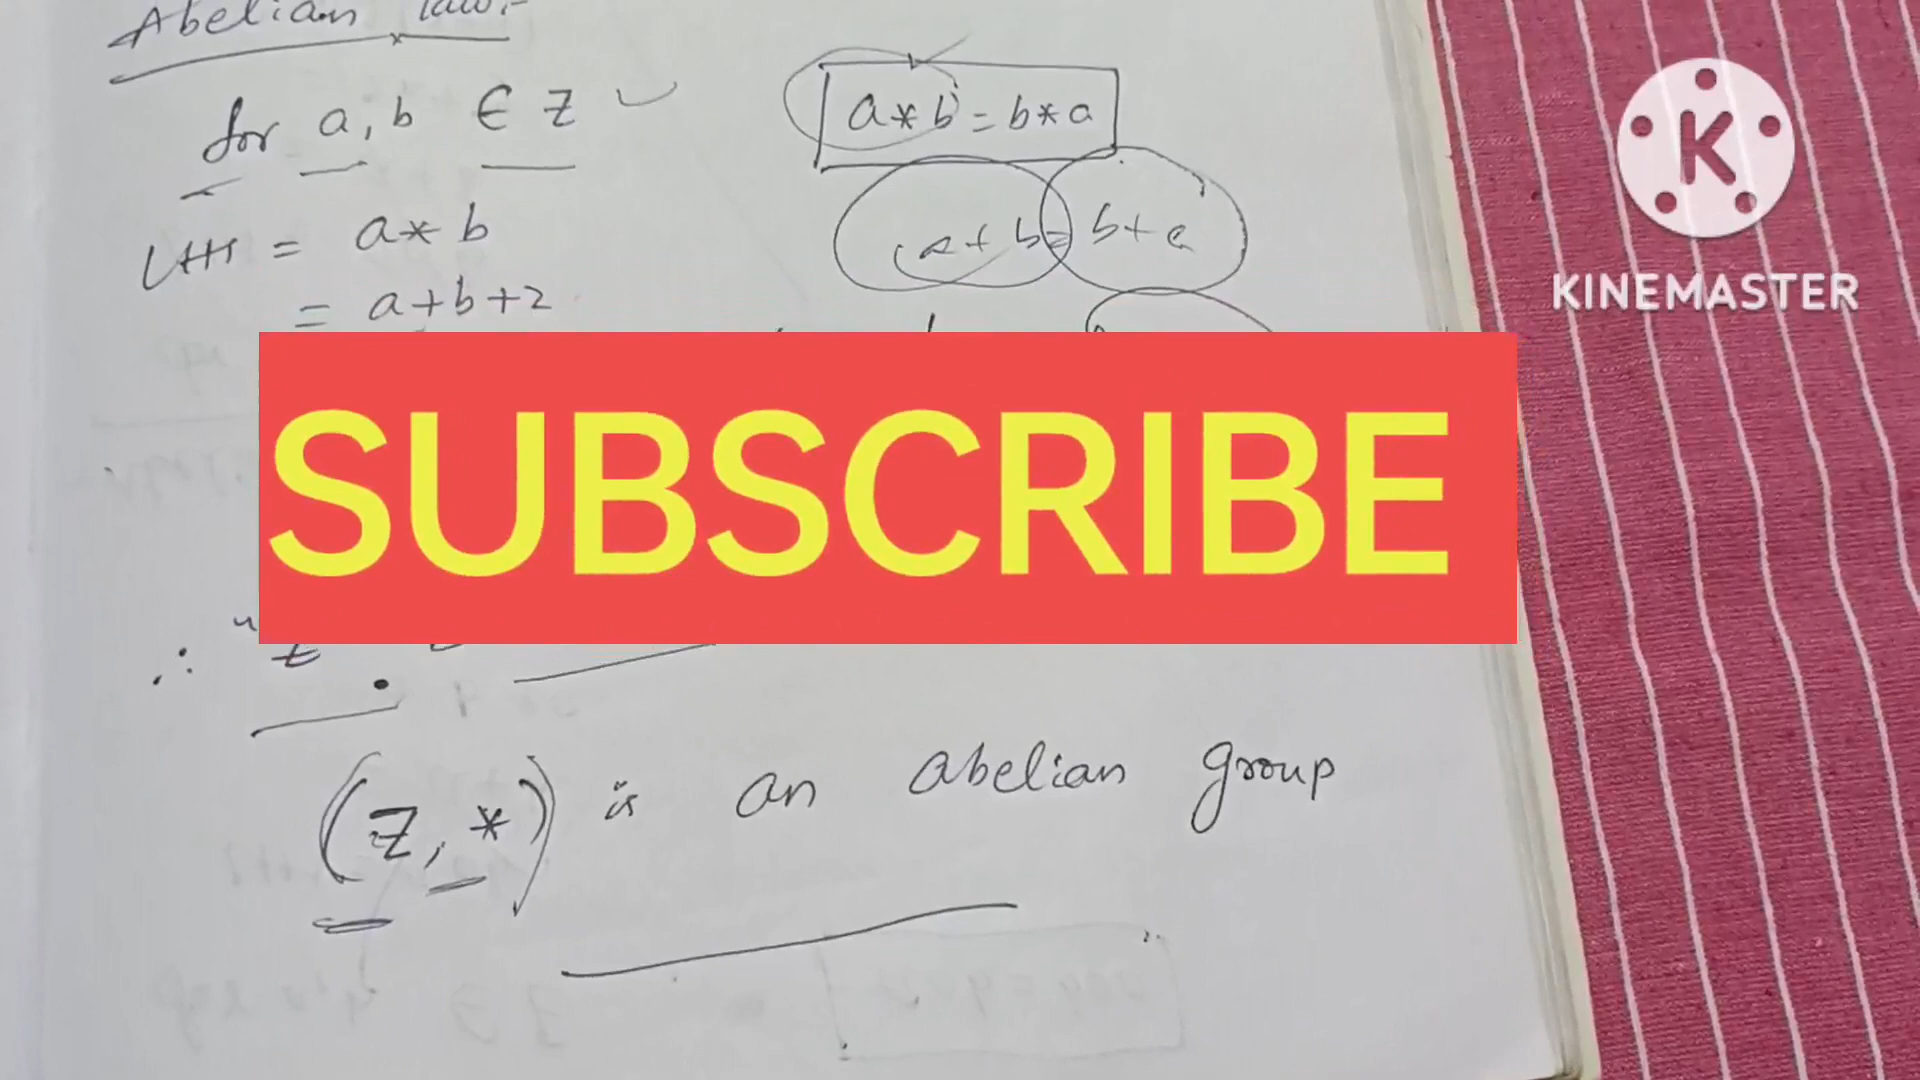 Abelian law:-
for a, b ∈ Z
a * b = b * a
a + b = b + a
LHS = a * b
= a + b + 2
SUBSCRIBE
∴
(Z, *) is an abelian group
K
KINEMASTER